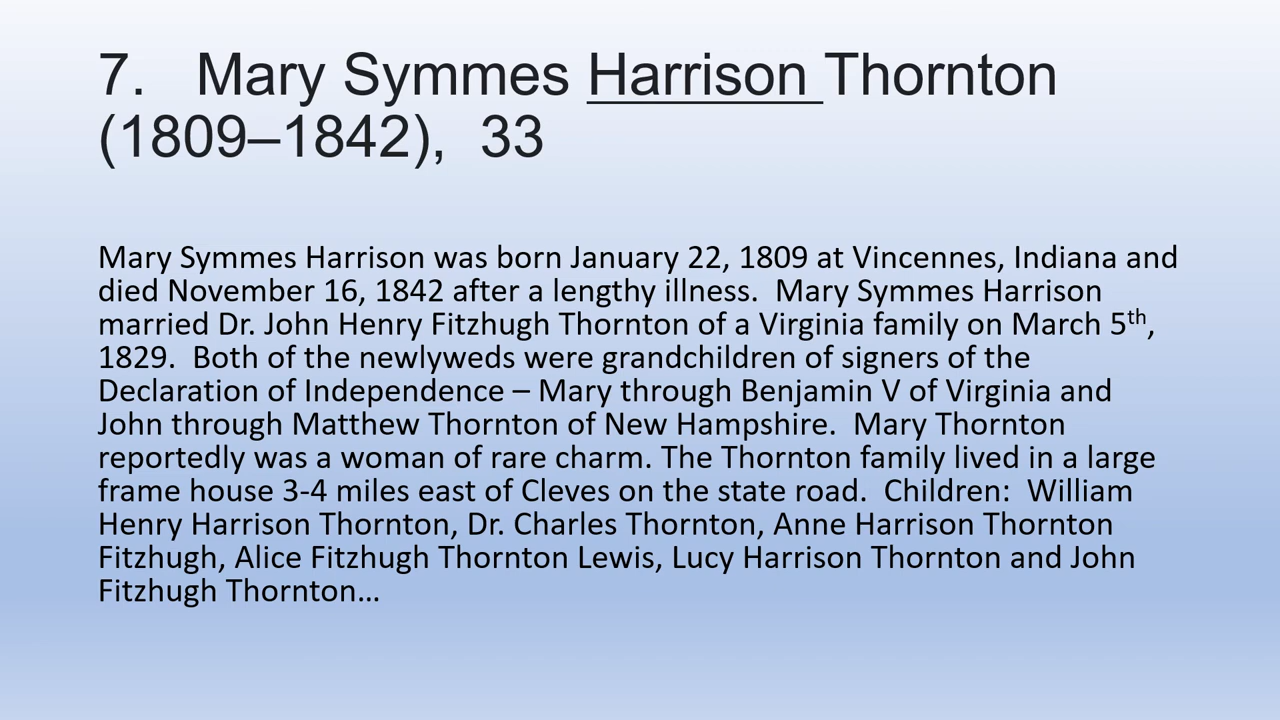 7.   Mary Symmes Harrison Thornton
(1809–1842),  33
Mary Symmes Harrison was born January 22, 1809 at Vincennes, Indiana and
died November 16, 1842 after a lengthy illness.  Mary Symmes Harrison
married Dr. John Henry Fitzhugh Thornton of a Virginia family on March 5th,
1829.  Both of the newlyweds were grandchildren of signers of the
Declaration of Independence – Mary through Benjamin V of Virginia and
John through Matthew Thornton of New Hampshire.  Mary Thornton
reportedly was a woman of rare charm. The Thornton family lived in a large
frame house 3-4 miles east of Cleves on the state road.  Children:  William
Henry Harrison Thornton, Dr. Charles Thornton, Anne Harrison Thornton
Fitzhugh, Alice Fitzhugh Thornton Lewis, Lucy Harrison Thornton and John
Fitzhugh Thornton…